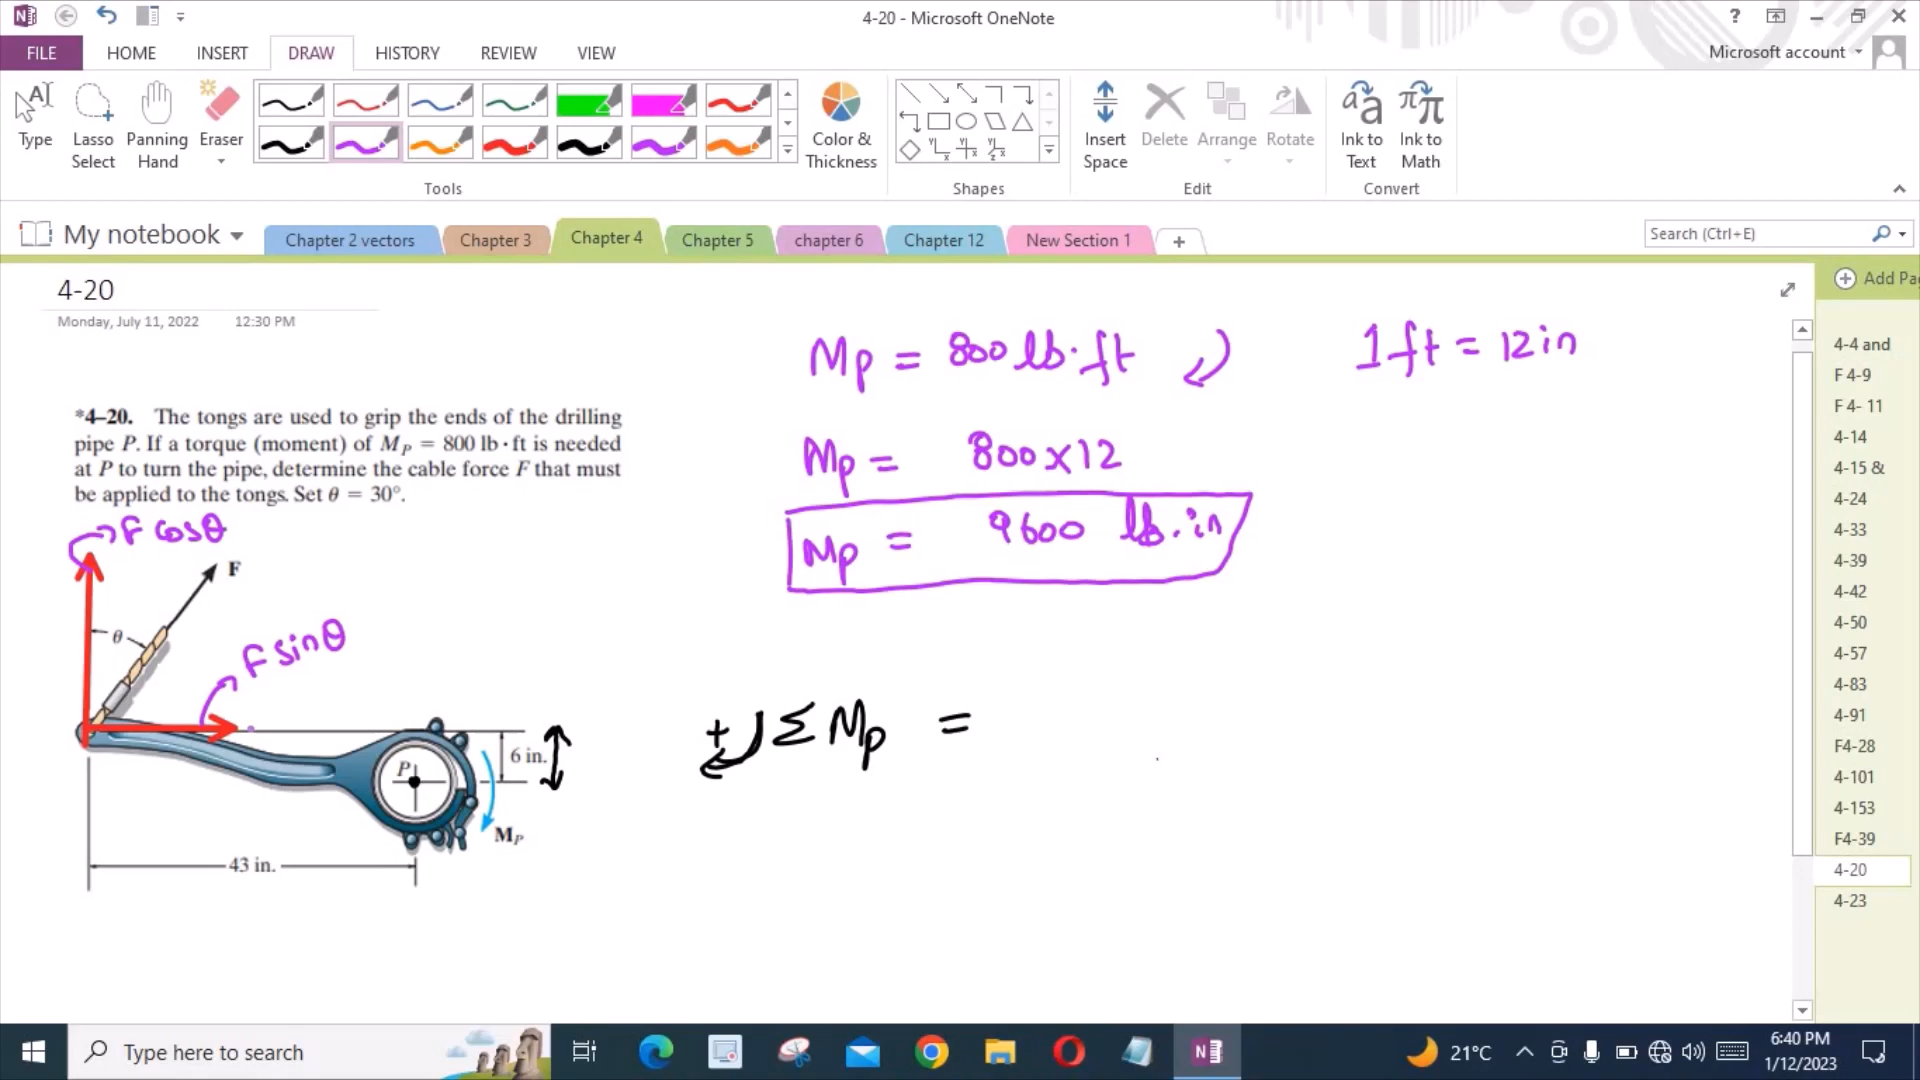 4-20 - Microsoft OneNote
?
FILE HOME INSERT DRAW HISTORY REVIEW VIEW
Microsoft account
Type
Lasso Select
Panning Hand
Eraser
Color & Thickness
Insert Space
Delete
Arrange
Rotate
Ink to Text
Ink to Math
Tools Shapes Edit Convert
My notebook
Chapter 2 vectors Chapter 3 Chapter 4 Chapter 5 chapter 6 Chapter 12 New Section 1 +
Search (Ctrl+E)
4-20
Monday, July 11, 2022 12:30 PM
*4–20. The tongs are used to grip the ends of the drilling
pipe P. If a torque (moment) of MP = 800 lb · ft is needed
at P to turn the pipe, determine the cable force F that must
be applied to the tongs. Set θ = 30°.
F cosθ
F
θ
F sinθ
6 in.
P
MP
43 in.
Mp = 800 lb·ft
1ft = 12in
Mp = 800×12
Mp = 9600 lb.in
+ Σ Mp =
Add Pa
4-4 and
F 4-9
F 4- 11
4-14
4-15 &
4-24
4-33
4-39
4-42
4-50
4-57
4-83
4-91
F4-28
4-101
4-153
F4-39
4-20
4-23
Type here to search
21°C
6:40 PM
1/12/2023